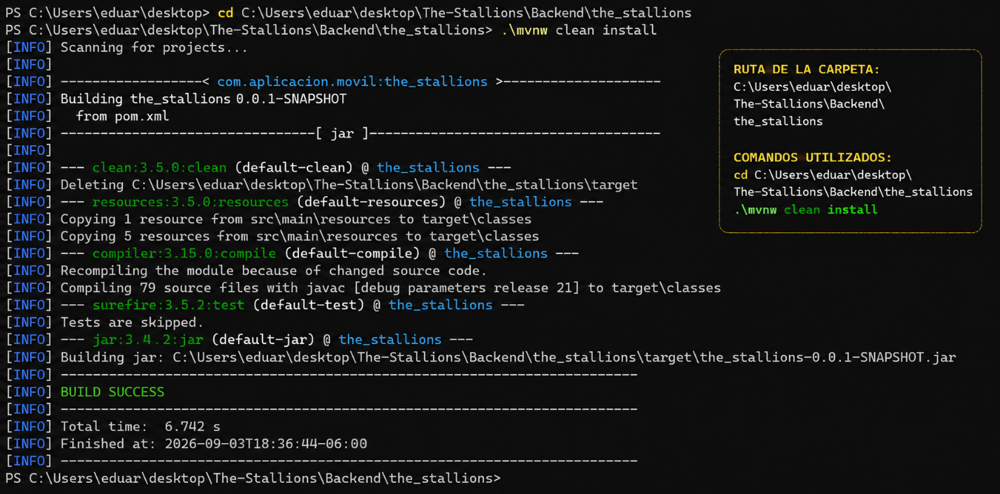 PS C:\Users\eduar\desktop> cd C:\Users\eduar\desktop\The-Stallions\Backend\the_stallions
PS C:\Users\eduar\desktop\The-Stallions\Backend\the_stallions> .\mvnw clean install
[INFO] Scanning for projects...
[INFO]
[INFO] ------------------< com.aplicacion.movil:the_stallions >--------------------
[INFO] Building the_stallions 0.0.1-SNAPSHOT
[INFO]   from pom.xml
[INFO] --------------------------------[ jar ]-------------------------------------
[INFO]
[INFO] --- clean:3.5.0:clean (default-clean) @ the_stallions ---
[INFO] Deleting C:\Users\eduar\desktop\The-Stallions\Backend\the_stallions\target
[INFO] --- resources:3.5.0:resources (default-resources) @ the_stallions ---
[INFO] Copying 1 resource from src\main\resources to target\classes
[INFO] Copying 5 resources from src\main\resources to target\classes
[INFO] --- compiler:3.15.0:compile (default-compile) @ the_stallions ---
[INFO] Recompiling the module because of changed source code.
[INFO] Compiling 79 source files with javac [debug parameters release 21] to target\classes
[INFO] --- surefire:3.5.2:test (default-test) @ the_stallions ---
[INFO] Tests are skipped.
[INFO] --- jar:3.4.2:jar (default-jar) @ the_stallions ---
[INFO] Building jar: C:\Users\eduar\desktop\The-Stallions\Backend\the_stallions\target\the_stallions-0.0.1-SNAPSHOT.jar
[INFO] -------------------------------------------------------------------------
[INFO] BUILD SUCCESS
[INFO] -------------------------------------------------------------------------
[INFO] Total time:  6.742 s
[INFO] Finished at: 2026-09-03T18:36:44-06:00
[INFO] -------------------------------------------------------------------------
PS C:\Users\eduar\desktop\The-Stallions\Backend\the_stallions>
RUTA DE LA CARPETA:
C:\Users\eduar\desktop\
The-Stallions\Backend\
the_stallions
COMANDOS UTILIZADOS:
cd C:\Users\eduar\desktop\
The-Stallions\Backend\the_stallions
.\mvnw clean install